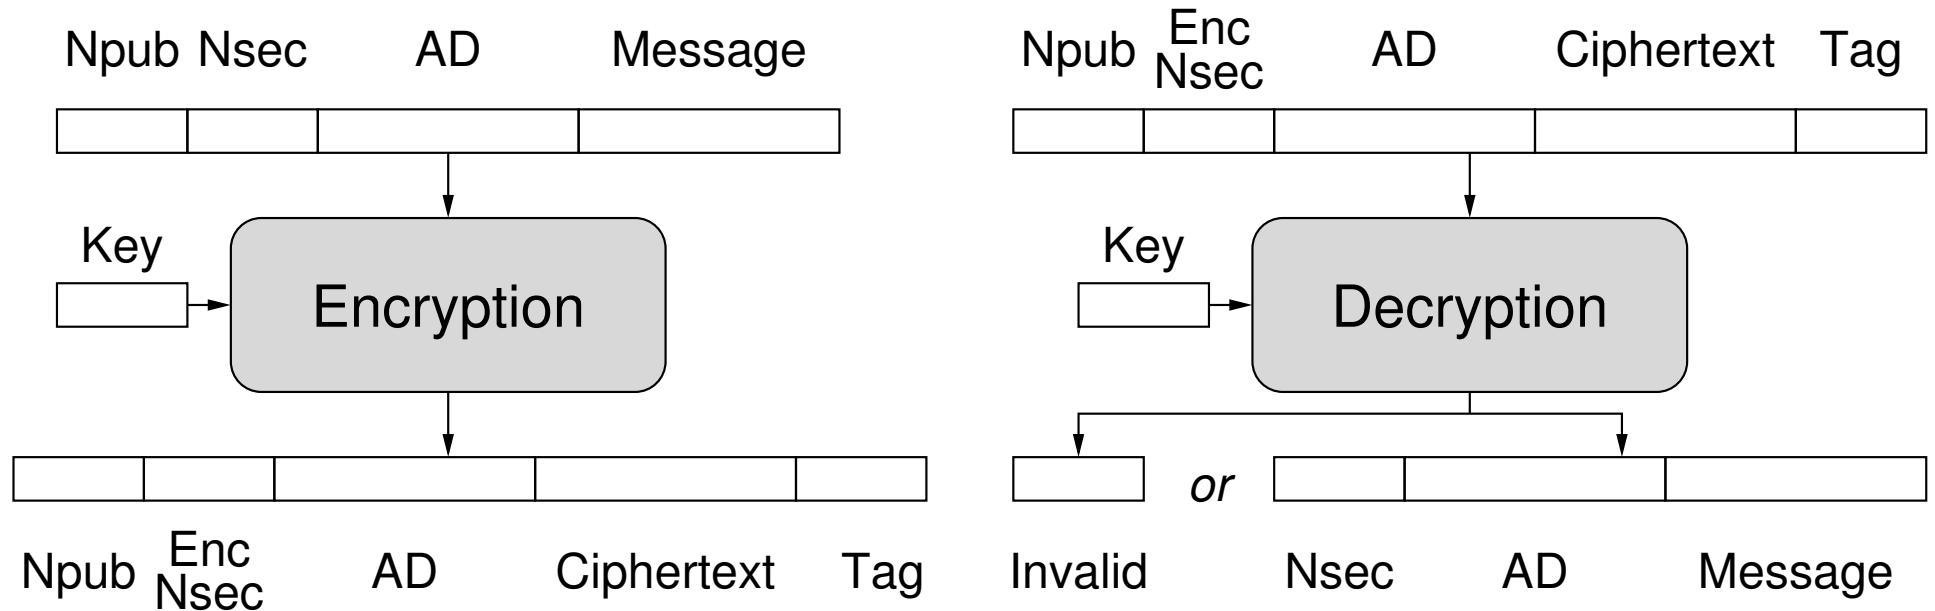 Npub Nsec AD Message
Key
Encryption
Npub Enc Nsec AD Ciphertext Tag
Npub Enc Nsec AD Ciphertext Tag
Key
Decryption
or
Invalid Nsec AD Message